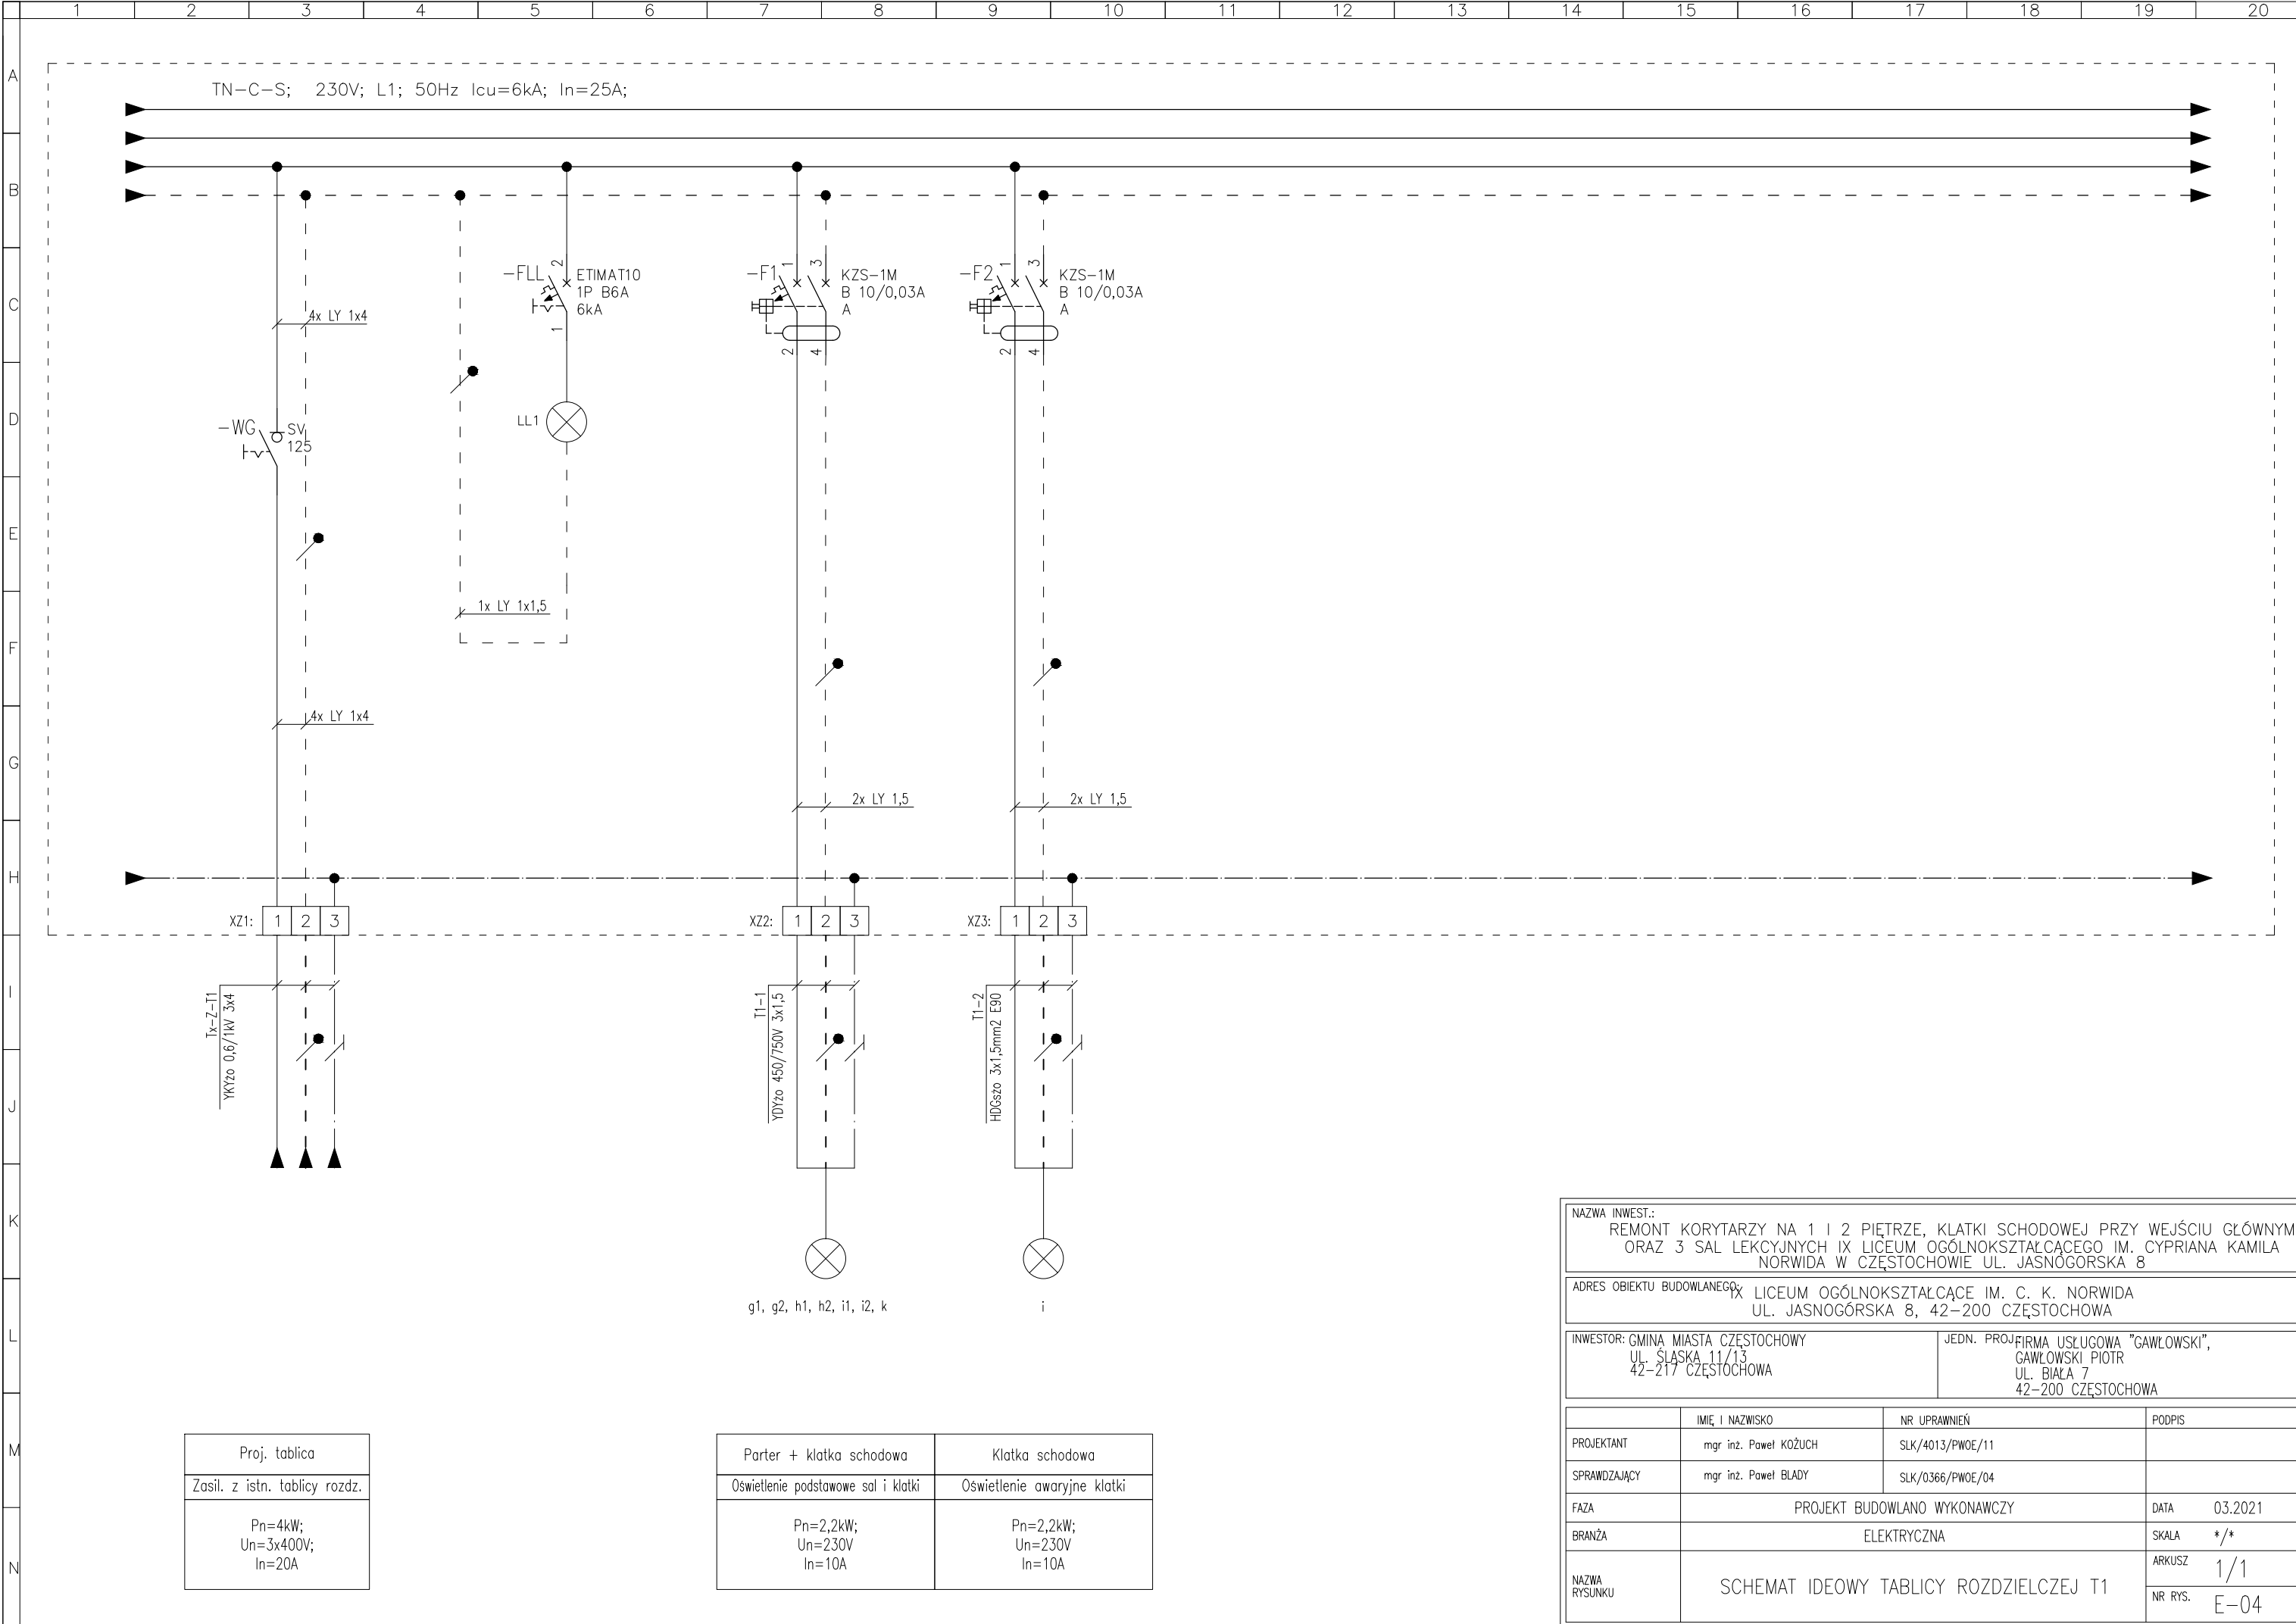 1 2 3 4 5 6 7 8 9 10 11 12 13 14 15 16 17 18 19 20
A
B
C
D
E
F
G
H
I
J
K
L
M
N
TN-C-S; 230V; L1; 50Hz Icu=6kA; In=25A;
4x LY 1x4
-WG
SV
125
4x LY 1x4
1x LY 1x1,5
-FLL
2
1
ETIMAT10
1P B6A
6kA
LL1
-F1
1
3
2
4
KZS-1M
B 10/0,03A
A
2x LY 1,5
-F2
1
3
2
4
KZS-1M
B 10/0,03A
A
2x LY 1,5
XZ1: 1 2 3
XZ2: 1 2 3
XZ3: 1 2 3
Tx-Z-T1
YKYżo 0,6/1kV 3x4
T1-1
YDYżo 450/750V 3x1,5
T1-2
HDGsżo 3x1,5mm2 E90
g1, g2, h1, h2, i1, i2, k
i
Proj. tablica
Zasil. z istn. tablicy rozdz.
Pn=4kW;
Un=3x400V;
In=20A
Parter + klatka schodowa
Oświetlenie podstawowe sal i klatki
Pn=2,2kW;
Un=230V
In=10A
Klatka schodowa
Oświetlenie awaryjne klatki
Pn=2,2kW;
Un=230V
In=10A
NAZWA INWEST.:
REMONT KORYTARZY NA 1 I 2 PIĘTRZE, KLATKI SCHODOWEJ PRZY WEJŚCIU GŁÓWNYM
ORAZ 3 SAL LEKCYJNYCH IX LICEUM OGÓLNOKSZTAŁCĄCEGO IM. CYPRIANA KAMILA
NORWIDA W CZĘSTOCHOWIE UL. JASNOGÓRSKA 8
ADRES OBIEKTU BUDOWLANEGO:
IX LICEUM OGÓLNOKSZTAŁCĄCE IM. C. K. NORWIDA
UL. JASNOGÓRSKA 8, 42-200 CZĘSTOCHOWA
INWESTOR: GMINA MIASTA CZĘSTOCHOWY
UL. ŚLĄSKA 11/13
42-217 CZĘSTOCHOWA
JEDN. PROJ. FIRMA USŁUGOWA "GAWŁOWSKI",
GAWŁOWSKI PIOTR
UL. BIAŁA 7
42-200 CZĘSTOCHOWA
IMIĘ I NAZWISKO NR UPRAWNIEŃ PODPIS
PROJEKTANT mgr inż. Paweł KOŻUCH SLK/4013/PWOE/11
SPRAWDZAJĄCY mgr inż. Paweł BLADY SLK/0366/PWOE/04
FAZA PROJEKT BUDOWLANO WYKONAWCZY DATA 03.2021
BRANŻA ELEKTRYCZNA SKALA */*
NAZWA
RYSUNKU
SCHEMAT IDEOWY TABLICY ROZDZIELCZEJ T1
ARKUSZ 1/1
NR RYS. E-04